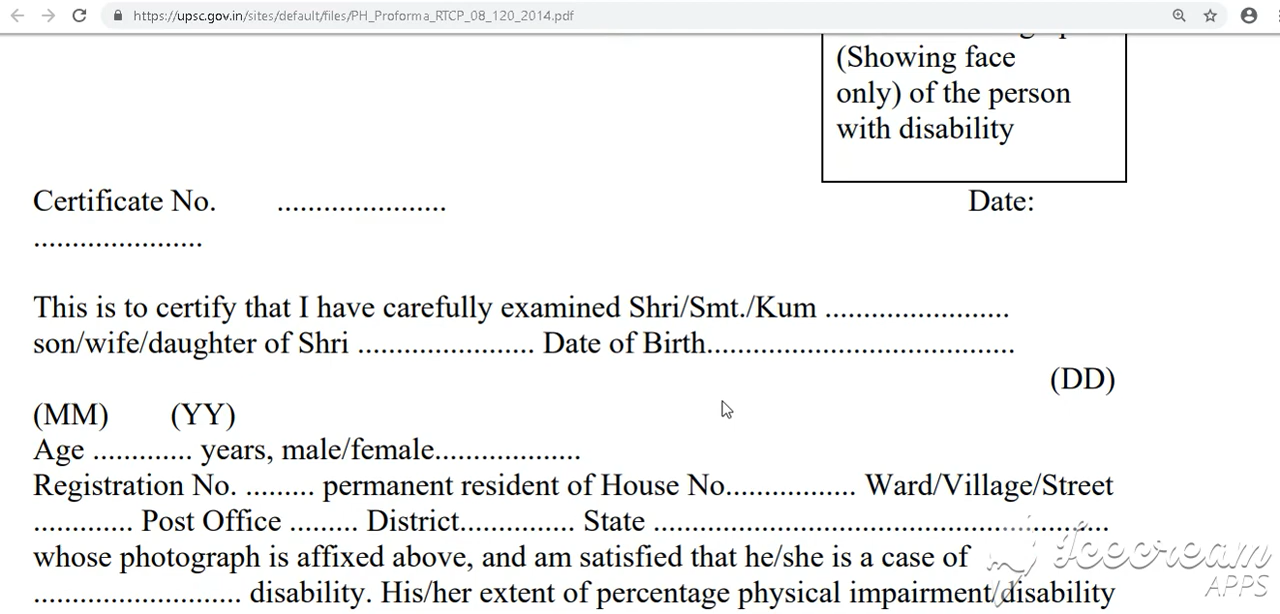 https://upsc.gov.in/sites/default/files/PH_Proforma_RTCP_08_120_2014.pdf
(Showing face
only) of the person
with disability
Certificate No. ...................... Date:
......................
This is to certify that I have carefully examined Shri/Smt./Kum ........................
son/wife/daughter of Shri ....................... Date of Birth........................................
(DD)
(MM) (YY)
Age ............. years, male/female...................
Registration No. ......... permanent resident of House No................. Ward/Village/Street
............. Post Office ......... District............... State ...........................................................
whose photograph is affixed above, and am satisfied that he/she is a case of
........................... disability. His/her extent of percentage physical impairment/disability
Icecream
APPS